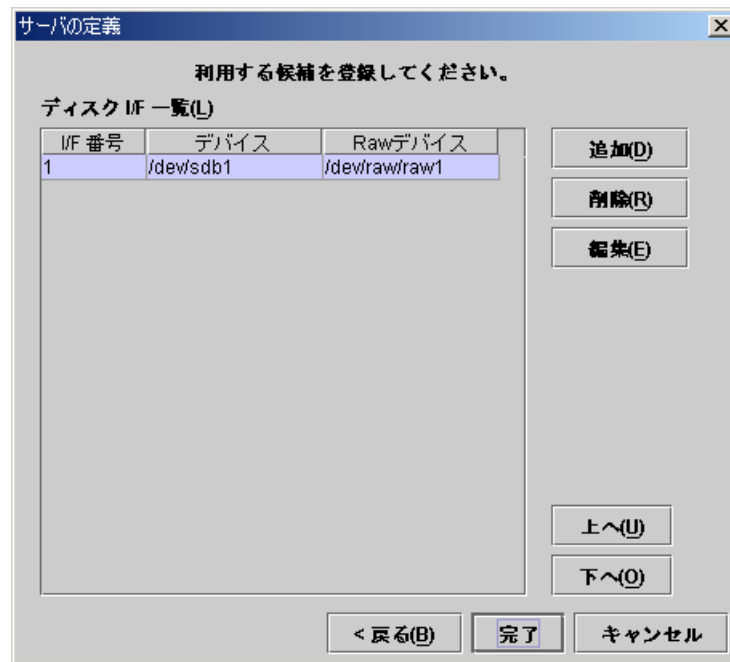 サーバの定義
利用する候補を登録してください。
ディスク I/F 一覧(L)
I/F 番号 デバイス Rawデバイス
1 /dev/sdb1 /dev/raw/raw1
追加(D)
削除(R)
編集(E)
上へ(U)
下へ(O)
< 戻る(B) 完了 キャンセル